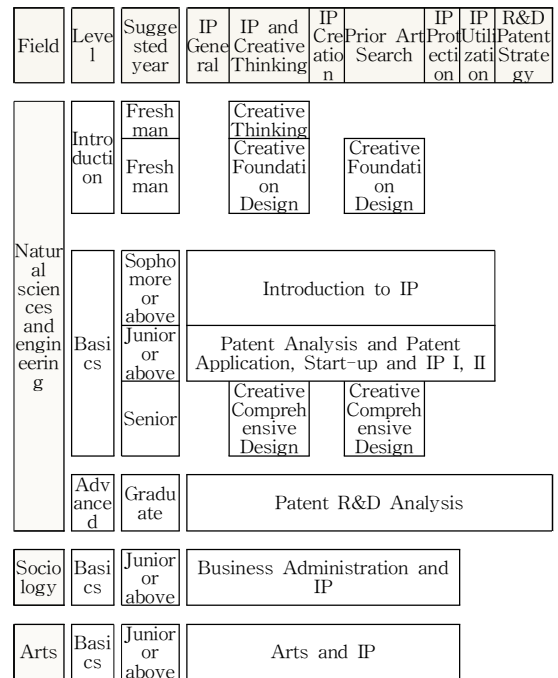 Field
Leve
l
Sugge
sted
year
IP
Gene
ral
IP and
Creative
Thinking
IP
Cre
atio
n
Prior Art
Search
IP
Prot
ecti
on
IP
Utili
zati
on
R&D
Patent
Strate
gy
Natur
al
scien
ces
and
engin
eerin
g
Intro
ducti
on
Fresh
man
Creative
Thinking
Fresh
man
Creative
Foundati
on
Design
Creative
Foundati
on
Design
Basi
cs
Sopho
more
or
above
Introduction to IP
Junior
or
above
Patent Analysis and Patent
Application, Start-up and IP I, II
Senior
Creative
Compreh
ensive
Design
Creative
Compreh
ensive
Design
Adv
ance
d
Gradu
ate
Patent R&D Analysis
Socio
logy
Basi
cs
Junior
or
above
Business Administration and
IP
Arts
Basi
cs
Junior
or
above
Arts and IP